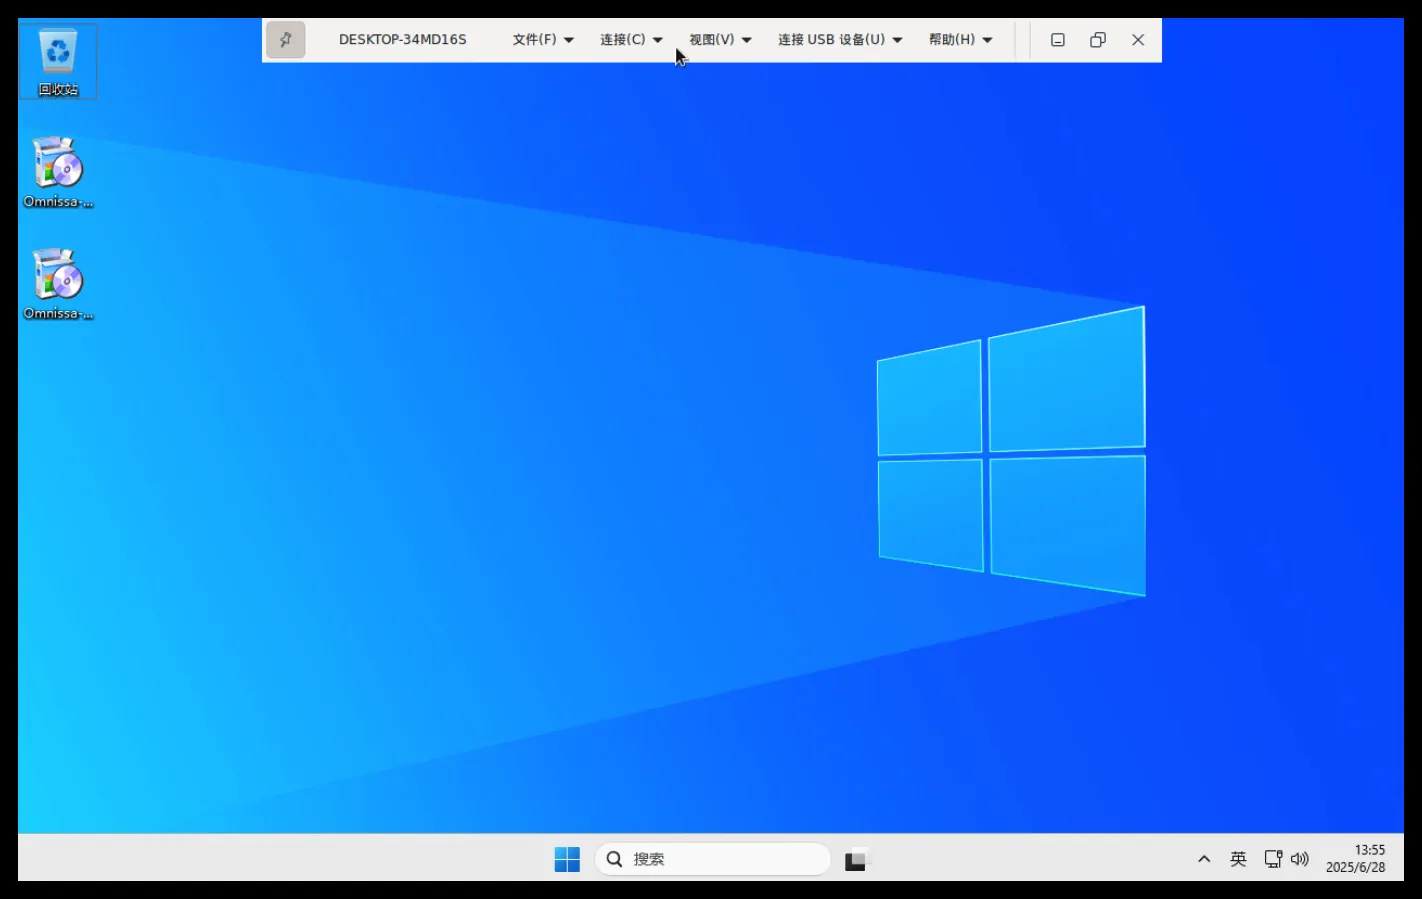 DESKTOP-34MD16S 文件(F) 连接(C) 视图(V) 连接 USB 设备(U) 帮助(H)
回收站
Omnissa-...
Omnissa-...
搜索
英
13:55
2025/6/28